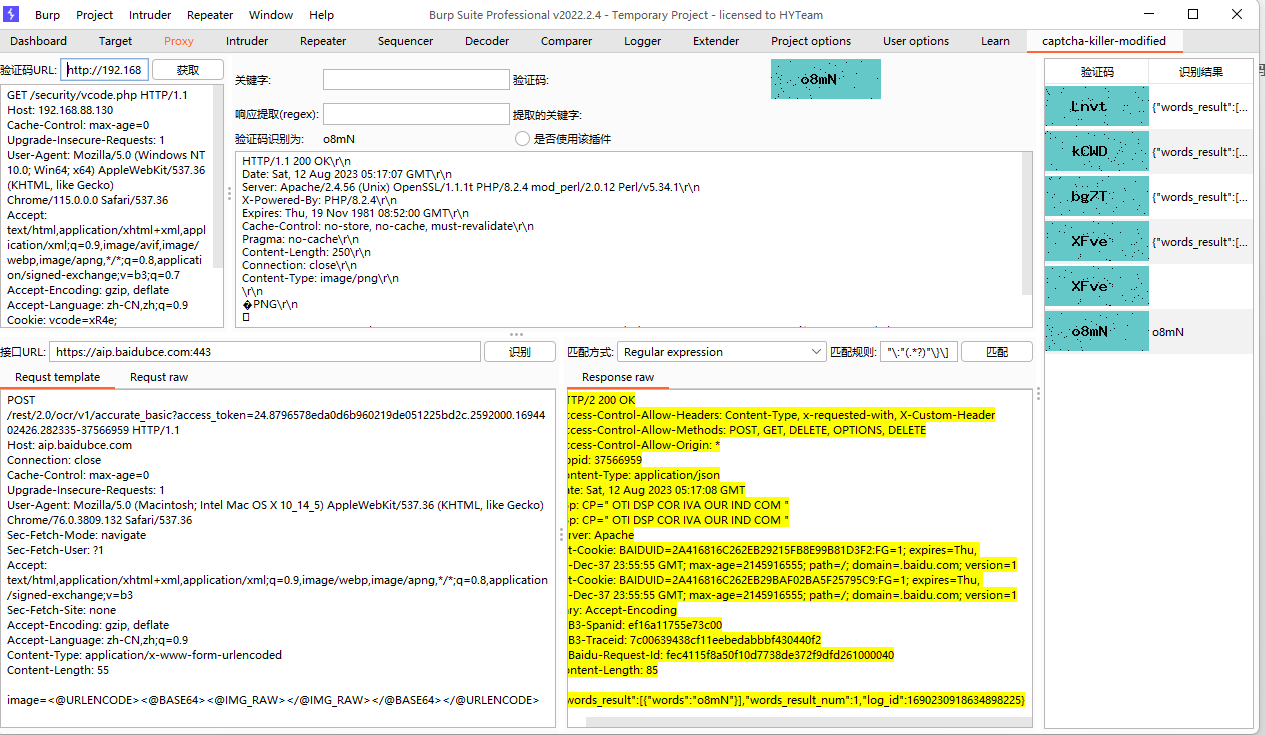 Burp Project Intruder Repeater Window Help
Burp Suite Professional v2022.2.4 - Temporary Project - licensed to HYTeam
Dashboard Target Proxy Intruder Repeater Sequencer Decoder Comparer Logger Extender Project options User options Learn captcha-killer-modified
验证码URL: http://192.168 获取
GET /security/vcode.php HTTP/1.1
Host: 192.168.88.130
Cache-Control: max-age=0
Upgrade-Insecure-Requests: 1
User-Agent: Mozilla/5.0 (Windows NT
10.0; Win64; x64) AppleWebKit/537.36
(KHTML, like Gecko)
Chrome/115.0.0.0 Safari/537.36
Accept:
text/html,application/xhtml+xml,appl
ication/xml;q=0.9,image/avif,image/
webp,image/apng,*/*;q=0.8,applicati
on/signed-exchange;v=b3;q=0.7
Accept-Encoding: gzip, deflate
Accept-Language: zh-CN,zh;q=0.9
Cookie: vcode=xR4e;
关键字: 验证码: o8mN
响应提取(regex): 提取的关键字:
验证码识别为: o8mN 是否使用该插件
HTTP/1.1 200 OK\r\n
Date: Sat, 12 Aug 2023 05:17:07 GMT\r\n
Server: Apache/2.4.56 (Unix) OpenSSL/1.1.1t PHP/8.2.4 mod_perl/2.0.12 Perl/v5.34.1\r\n
X-Powered-By: PHP/8.2.4\r\n
Expires: Thu, 19 Nov 1981 08:52:00 GMT\r\n
Cache-Control: no-store, no-cache, must-revalidate\r\n
Pragma: no-cache\r\n
Content-Length: 250\r\n
Connection: close\r\n
Content-Type: image/png\r\n
\r\n
�PNG\r\n
验证码 识别结果
Lnvt {"words_result":[...
kCWD {"words_result":[...
bgZT {"words_result":[...
XFve {"words_result":[...
XFve
o8mN o8mN
接口URL: https://aip.baidubce.com:443 识别
Requst template Requst raw
POST
/rest/2.0/ocr/v1/accurate_basic?access_token=24.8796578eda0d6b960219de051225bd2c.2592000.16944
02426.282335-37566959 HTTP/1.1
Host: aip.baidubce.com
Connection: close
Cache-Control: max-age=0
Upgrade-Insecure-Requests: 1
User-Agent: Mozilla/5.0 (Macintosh; Intel Mac OS X 10_14_5) AppleWebKit/537.36 (KHTML, like Gecko)
Chrome/76.0.3809.132 Safari/537.36
Sec-Fetch-Mode: navigate
Sec-Fetch-User: ?1
Accept:
text/html,application/xhtml+xml,application/xml;q=0.9,image/webp,image/apng,*/*;q=0.8,application
/signed-exchange;v=b3
Sec-Fetch-Site: none
Accept-Encoding: gzip, deflate
Accept-Language: zh-CN,zh;q=0.9
Content-Type: application/x-www-form-urlencoded
Content-Length: 55
image=<@URLENCODE><@BASE64><@IMG_RAW></@IMG_RAW></@BASE64></@URLENCODE>
匹配方式: Regular expression 匹配规则: "\:"(.*?)"\}\] 匹配
Response raw
TTP/2 200 OK
ccess-Control-Allow-Headers: Content-Type, x-requested-with, X-Custom-Header
ccess-Control-Allow-Methods: POST, GET, DELETE, OPTIONS, DELETE
ccess-Control-Allow-Origin: *
opid: 37566959
ontent-Type: application/json
ate: Sat, 12 Aug 2023 05:17:08 GMT
p: CP=" OTI DSP COR IVA OUR IND COM "
p: CP=" OTI DSP COR IVA OUR IND COM "
rver: Apache
t-Cookie: BAIDUID=2A416816C262EB29215FB8E99B81D3F2:FG=1; expires=Thu,
-Dec-37 23:55:55 GMT; max-age=2145916555; path=/; domain=.baidu.com; version=1
t-Cookie: BAIDUID=2A416816C262EB29BAF02BA5F25795C9:FG=1; expires=Thu,
-Dec-37 23:55:55 GMT; max-age=2145916555; path=/; domain=.baidu.com; version=1
ry: Accept-Encoding
B3-Spanid: ef16a11755e73c00
B3-Traceid: 7c00639438cf11eebedabbbf430440f2
Baidu-Request-Id: fec4115f8a50f10d7738de372f9dfd261000040
ontent-Length: 85
words_result":[{"words":"o8mN"}],"words_result_num":1,"log_id":1690230918634898225}